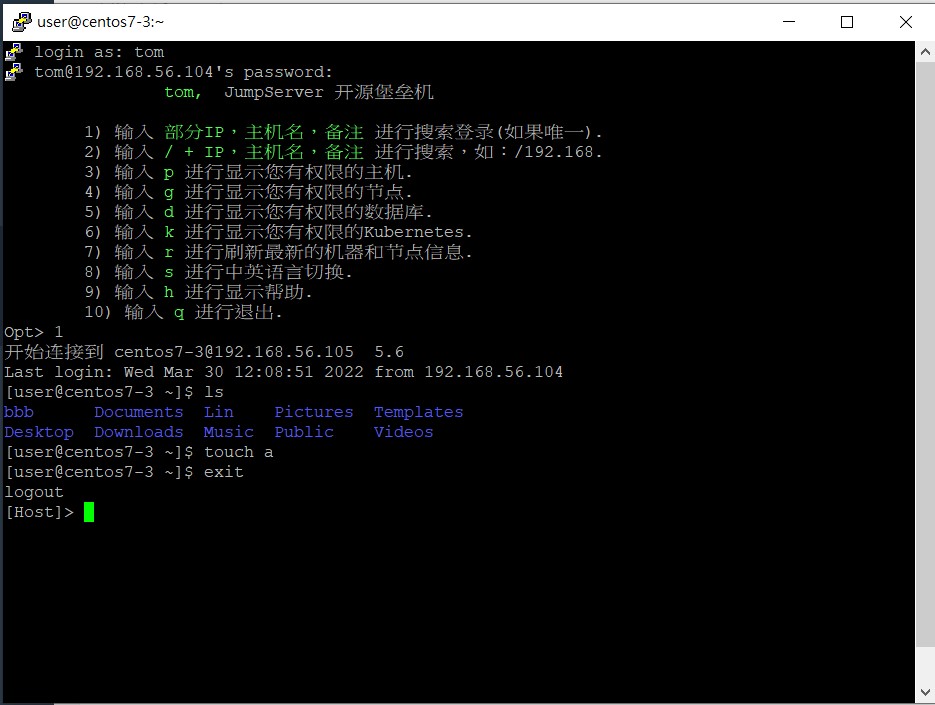 user@centos7-3:~
login as: tom
tom@192.168.56.104's password:
tom, JumpServer 开源堡垒机
1) 输入 部分IP，主机名，备注 进行搜索登录(如果唯一).
2) 输入 / + IP，主机名，备注 进行搜索，如：/192.168.
3) 输入 p 进行显示您有权限的主机.
4) 输入 g 进行显示您有权限的节点.
5) 输入 d 进行显示您有权限的数据库.
6) 输入 k 进行显示您有权限的Kubernetes.
7) 输入 r 进行刷新最新的机器和节点信息.
8) 输入 s 进行中英语言切换.
9) 输入 h 进行显示帮助.
10) 输入 q 进行退出.
Opt> 1
开始连接到 centos7-3@192.168.56.105 5.6
Last login: Wed Mar 30 12:08:51 2022 from 192.168.56.104
[user@centos7-3 ~]$ ls
bbb Documents Lin Pictures Templates
Desktop Downloads Music Public Videos
[user@centos7-3 ~]$ touch a
[user@centos7-3 ~]$ exit
logout
[Host]>